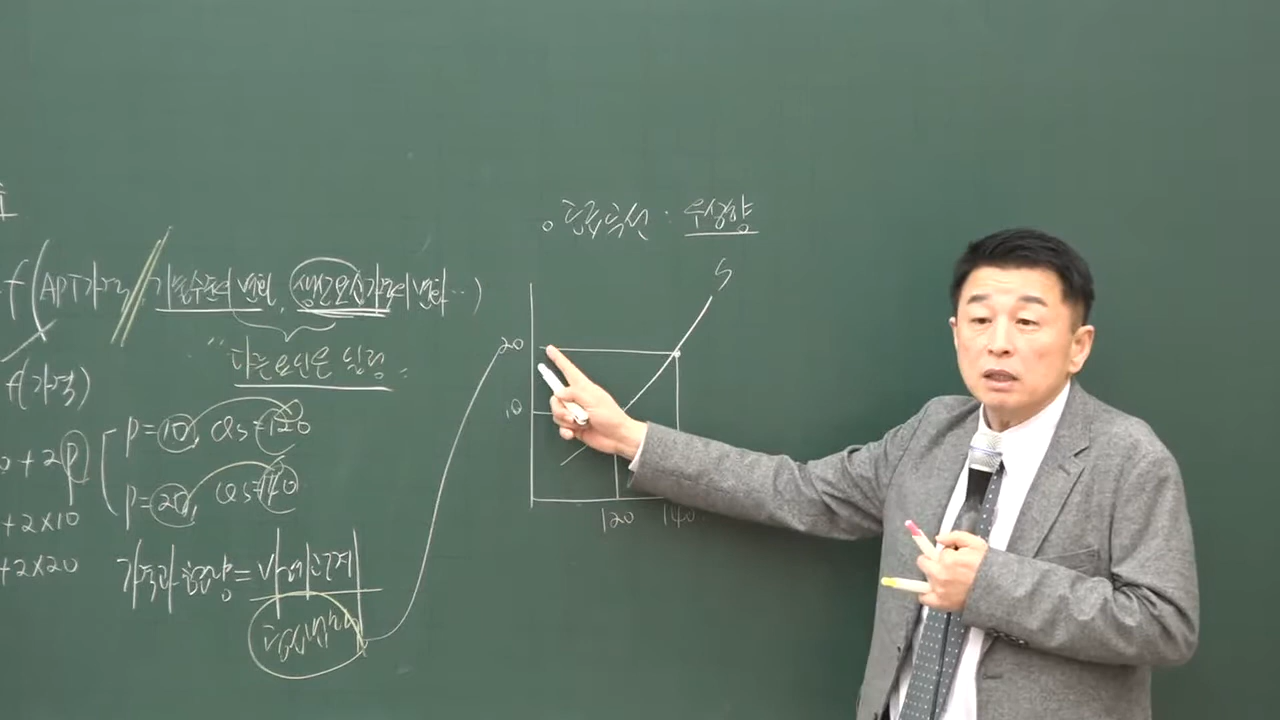 공급곡선 : 우상향
f(APT가격 / 기술수준의 변화, 생산요소가격의 변화 ...)
"다른 요인은 일정"
f(가격)
P=10, Qs=120
+ 2P
P=20, Qs=140
+2×10
+2×20
가격과 공급량 = 비례관계
공급법칙
S
20
10
120 140